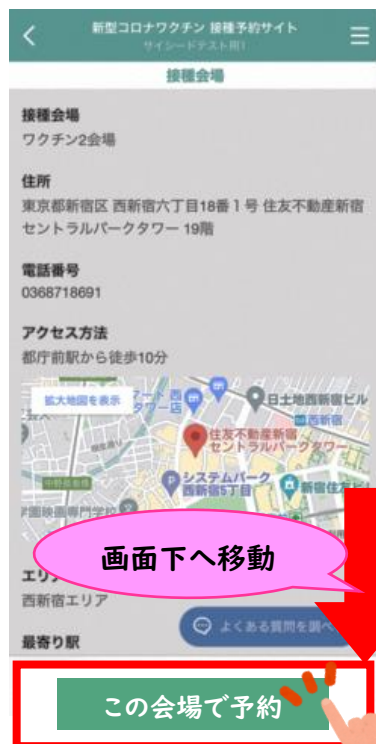 新型コロナワクチン 接種予約サイト
サイシードテスト用1
接種会場
接種会場
ワクチン2会場
住所
東京都新宿区 西新宿六丁目18番1号 住友不動産新宿
セントラルパークタワー 19階
電話番号
0368718691
アクセス方法
都庁前駅から徒歩10分
拡大地図を表示
日土地西新宿ビル
西新宿
住友不動産新宿
セントラルパークタワー
システムパーク
西新宿5丁目
新宿住友ビ
画面下へ移動
エリア
西新宿エリア
よくある質問を調べ
最寄り駅
この会場で予約